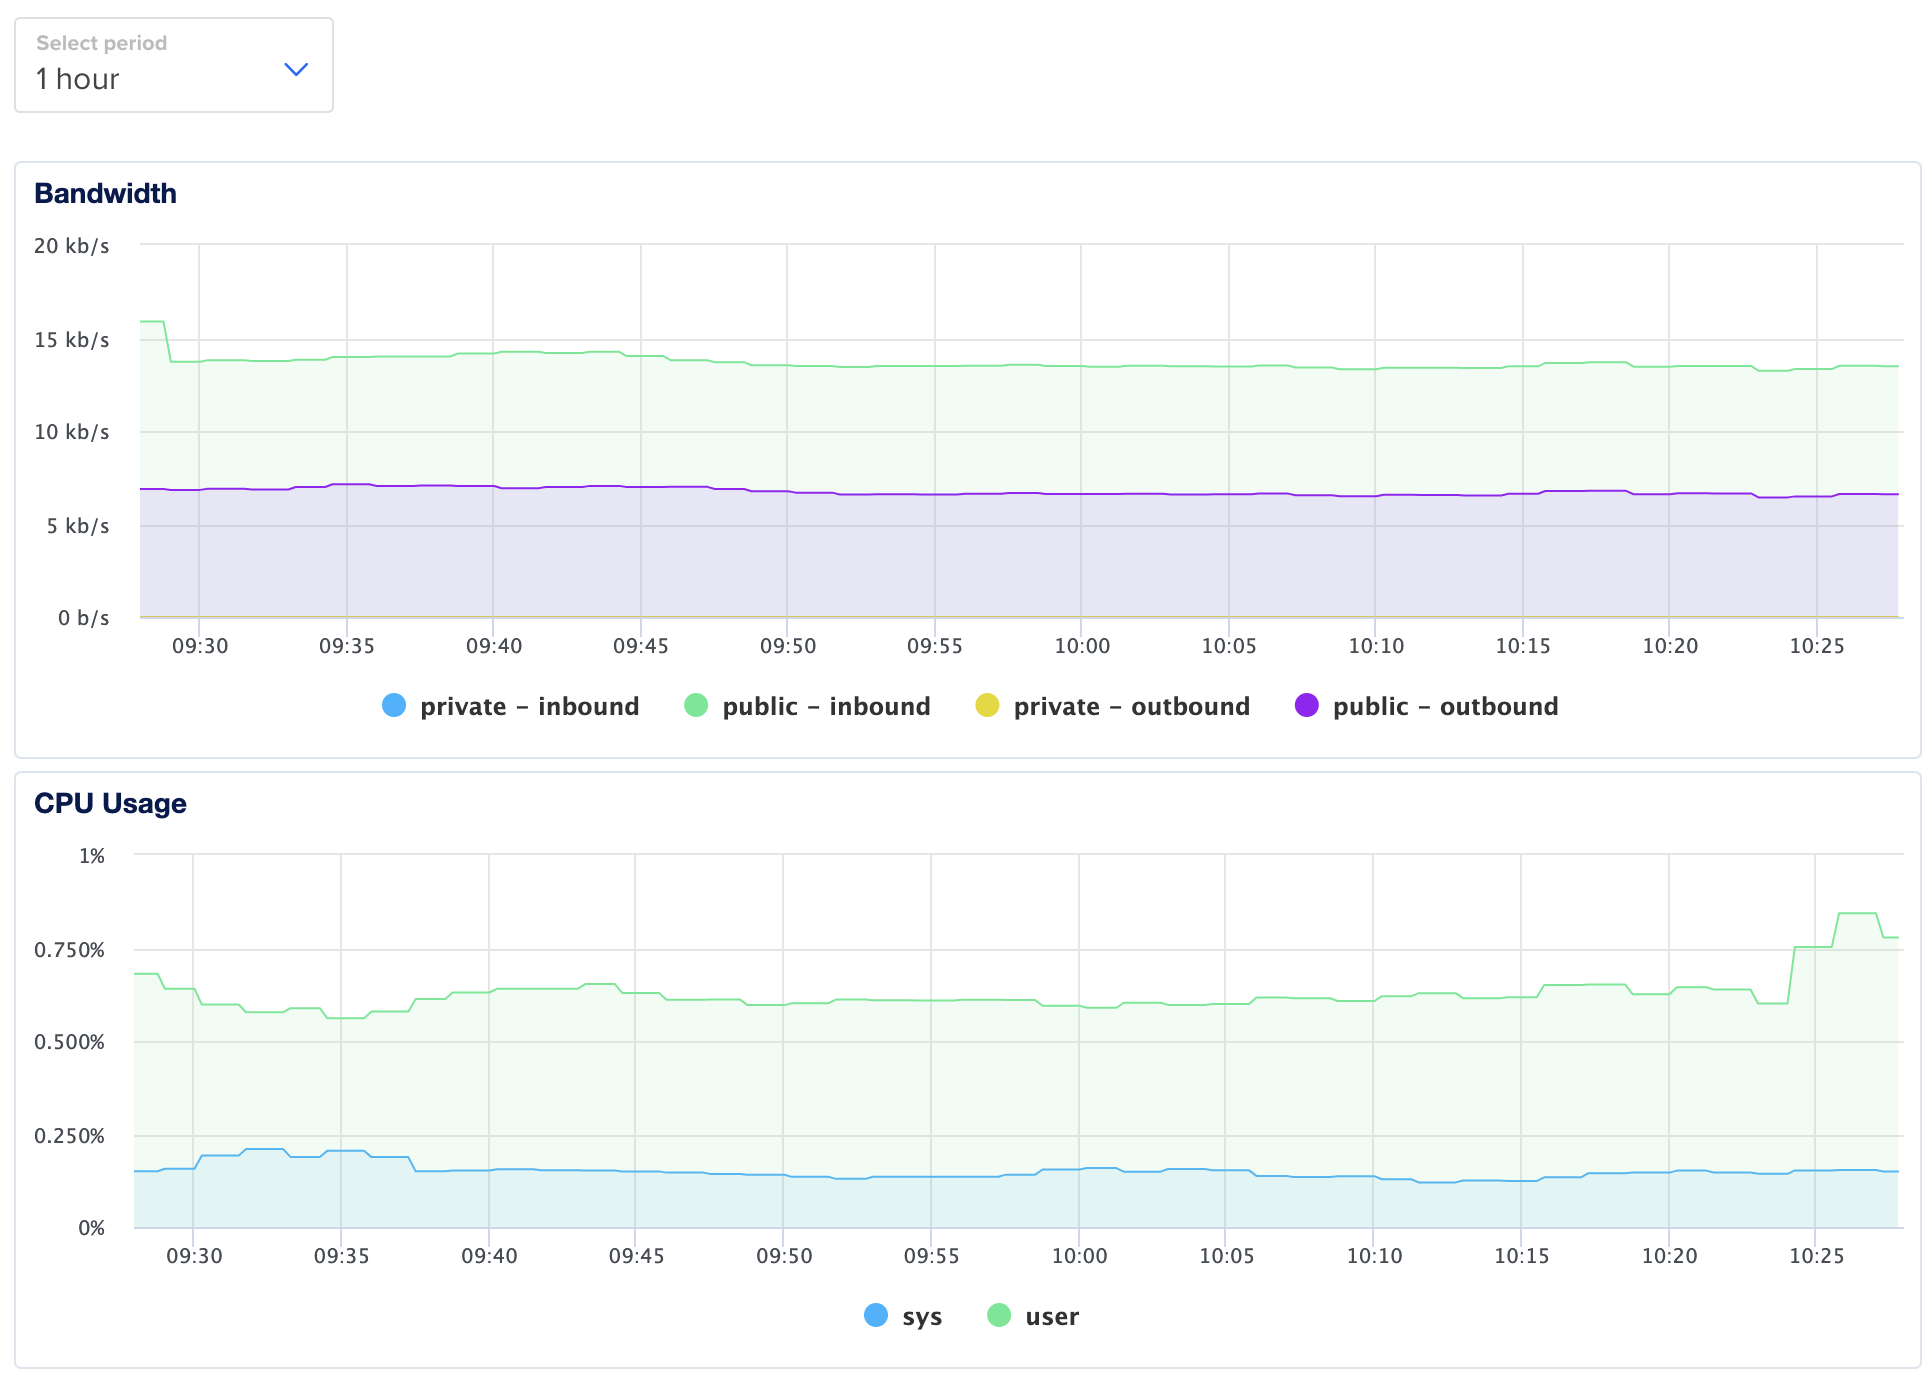 Select period
1 hour
Bandwidth
20 kb/s
15 kb/s
10 kb/s
5 kb/s
0 b/s
09:30 09:35 09:40 09:45 09:50 09:55 10:00 10:05 10:10 10:15 10:20 10:25
private – inbound public – inbound private – outbound public – outbound
CPU Usage
1%
0.750%
0.500%
0.250%
0%
09:30 09:35 09:40 09:45 09:50 09:55 10:00 10:05 10:10 10:15 10:20 10:25
sys user